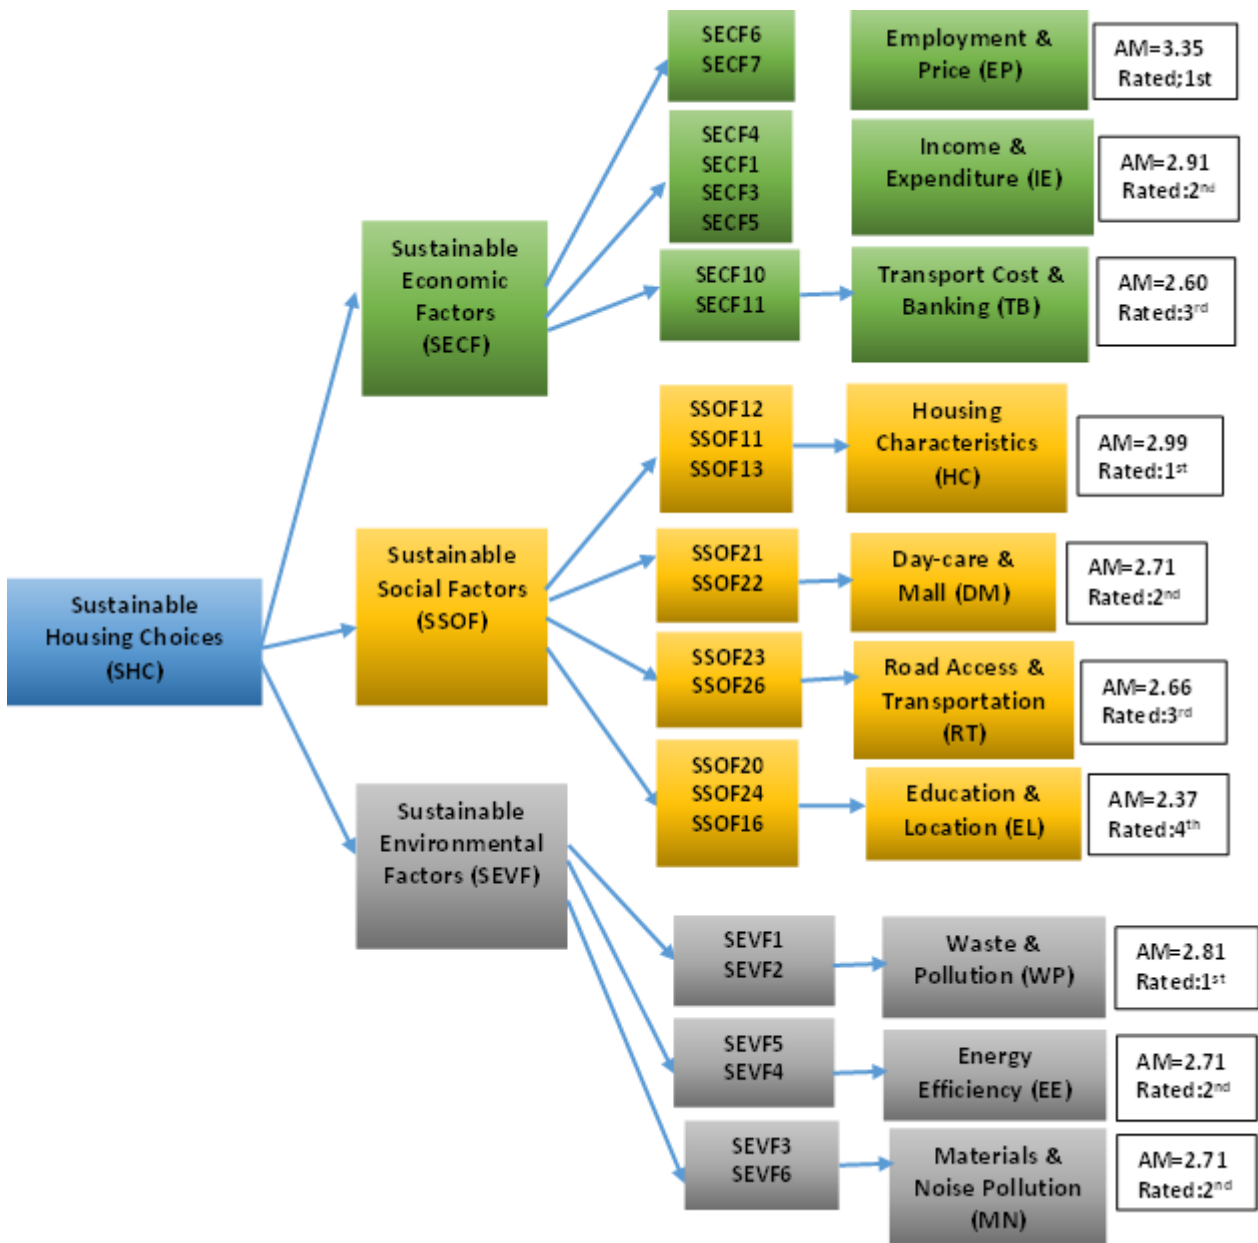 SECF6
SECF7
Employment &
Price (EP)
AM=3.35
Rated;1st
SECF4
SECF1
SECF3
SECF5
Income &
Expenditure (IE)
AM=2.91
Rated:2nd
Sustainable
Economic
Factors
(SECF)
SECF10
SECF11
Transport Cost &
Banking (TB)
AM=2.60
Rated:3rd
SSOF12
SSOF11
SSOF13
Housing
Characteristics
(HC)
AM=2.99
Rated:1st
Sustainable
Social Factors
(SSOF)
SSOF21
SSOF22
Day-care &
Mall (DM)
AM=2.71
Rated:2nd
Sustainable
Housing Choices
(SHC)
SSOF23
SSOF26
Road Access &
Transportation
(RT)
AM=2.66
Rated:3rd
SSOF20
SSOF24
SSOF16
Education &
Location (EL)
AM=2.37
Rated:4th
Sustainable
Environmental
Factors (SEVF)
SEVF1
SEVF2
Waste &
Pollution (WP)
AM=2.81
Rated:1st
SEVF5
SEVF4
Energy
Efficiency (EE)
AM=2.71
Rated:2nd
SEVF3
SEVF6
Materials &
Noise Pollution
(MN)
AM=2.71
Rated:2nd